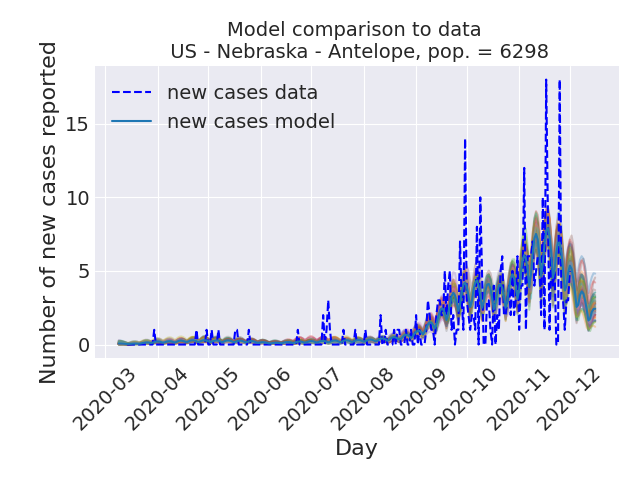 Model comparison to data
US - Nebraska - Antelope, pop. = 6298
new cases data
new cases model
Number of new cases reported
15
10
5
0
2020-03
2020-04
2020-05
2020-06
2020-07
2020-08
2020-09
2020-10
2020-11
2020-12
Day